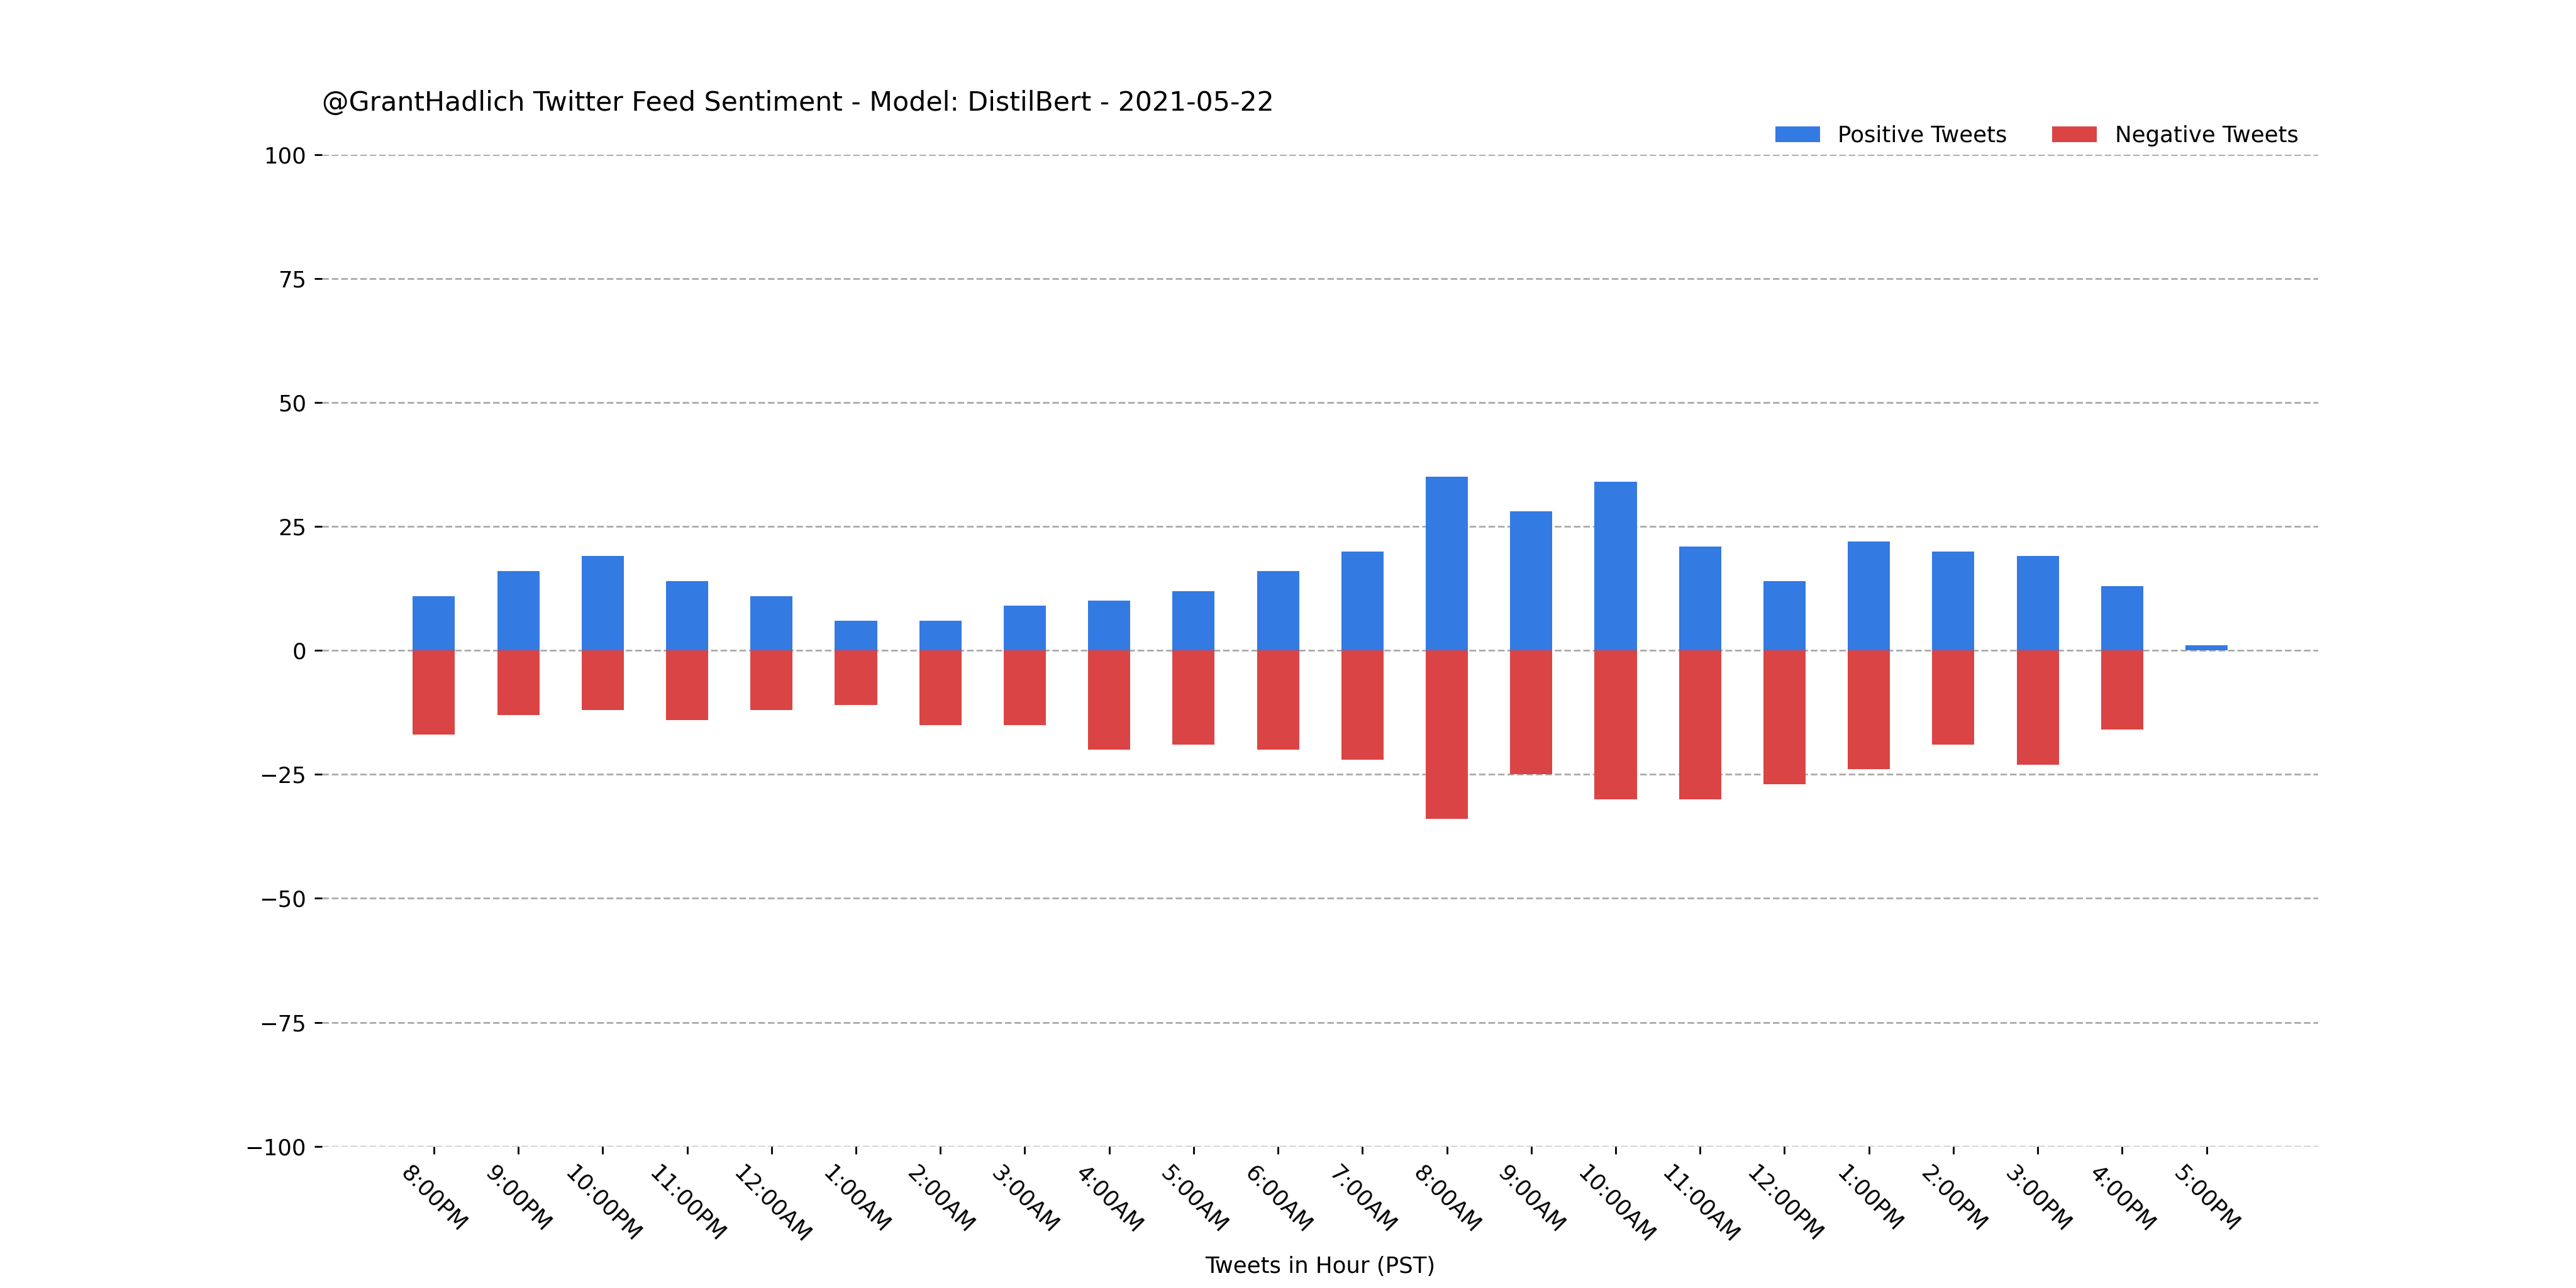 @GrantHadlich Twitter Feed Sentiment - Model: DistilBert - 2021-05-22
Positive Tweets
Negative Tweets
100
75
50
25
0
−25
−50
−75
−100
8:00PM
9:00PM
10:00PM
11:00PM
12:00AM
1:00AM
2:00AM
3:00AM
4:00AM
5:00AM
6:00AM
7:00AM
8:00AM
9:00AM
10:00AM
11:00AM
12:00PM
1:00PM
2:00PM
3:00PM
4:00PM
5:00PM
Tweets in Hour (PST)